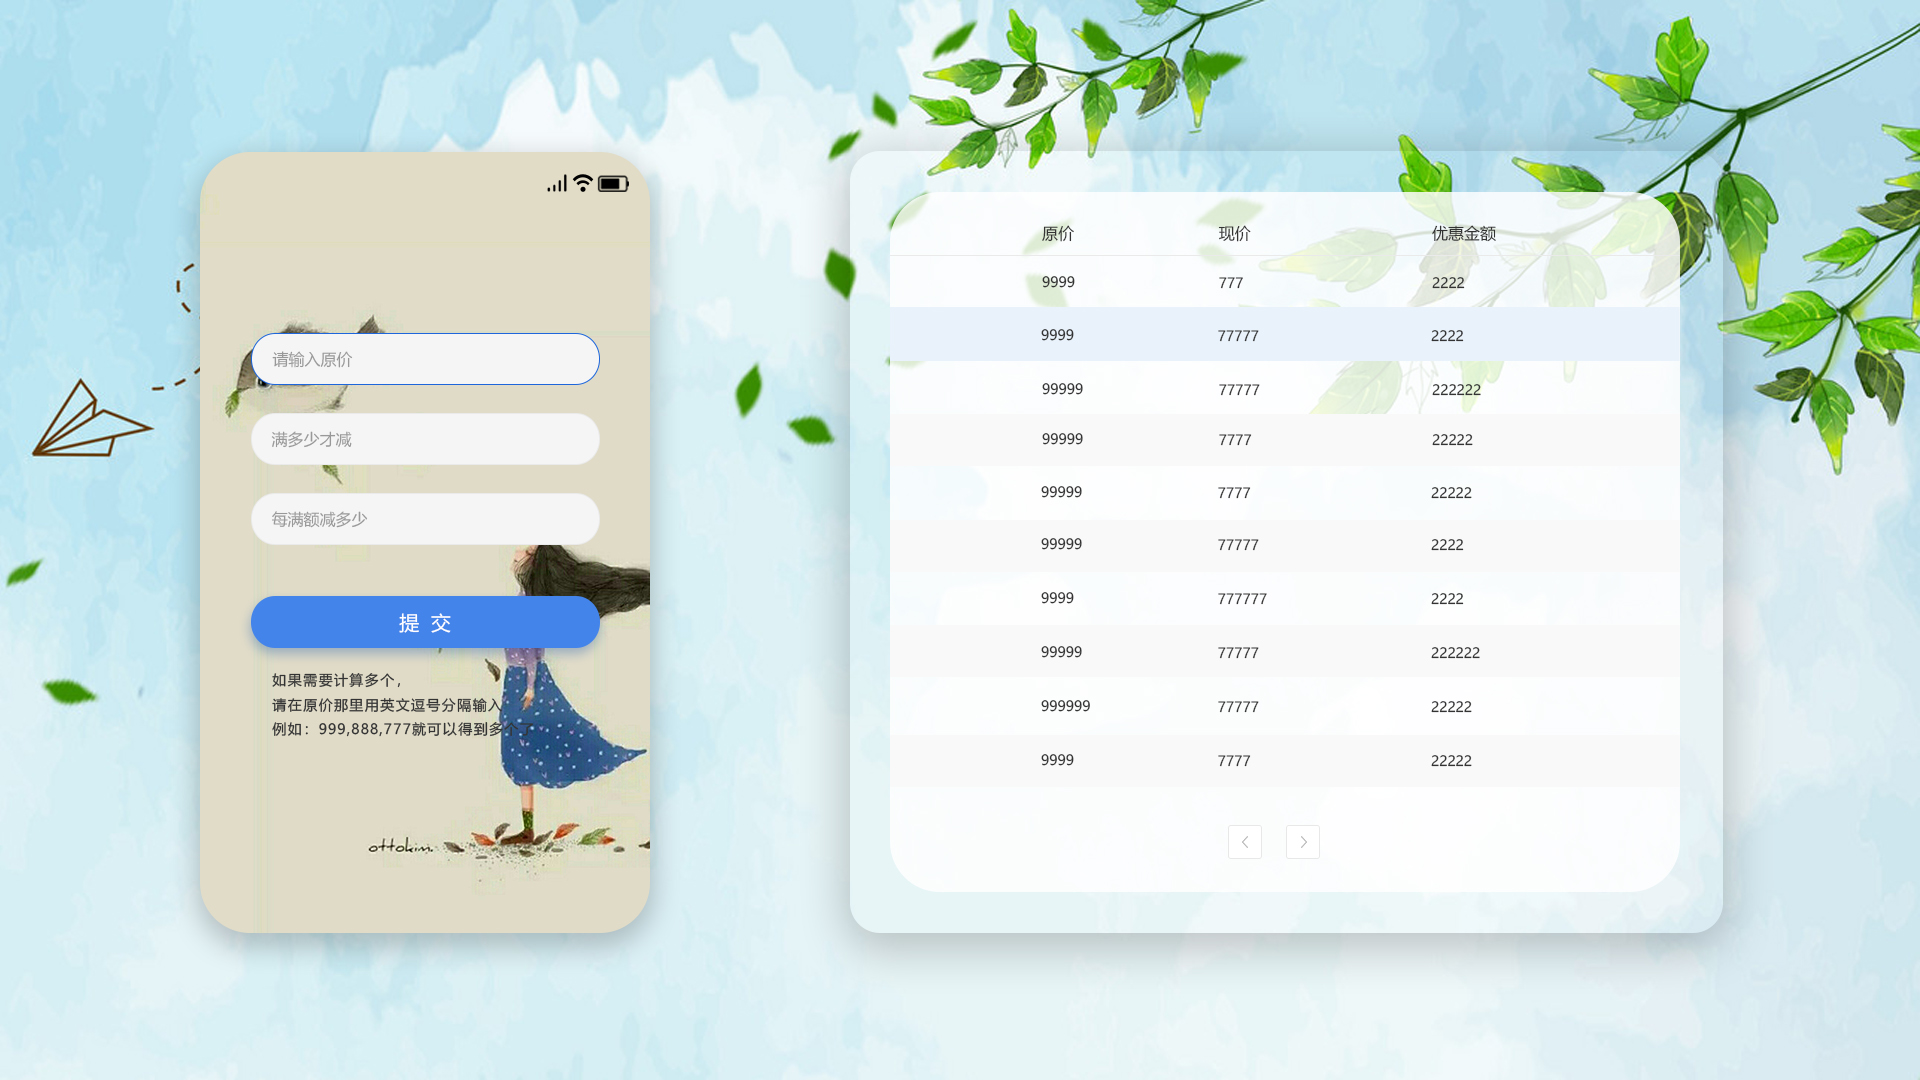 请输入原价
满多少才减
每满额减多少
提 交
如果需要计算多个，
请在原价那里用英文逗号分隔输入
例如：999,888,777就可以得到多个了
ottokim.
原价 现价 优惠金额
9999 777 2222
9999 77777 2222
99999 77777 222222
99999 7777 22222
99999 7777 22222
99999 77777 2222
9999 777777 2222
99999 77777 222222
999999 77777 22222
9999 7777 22222